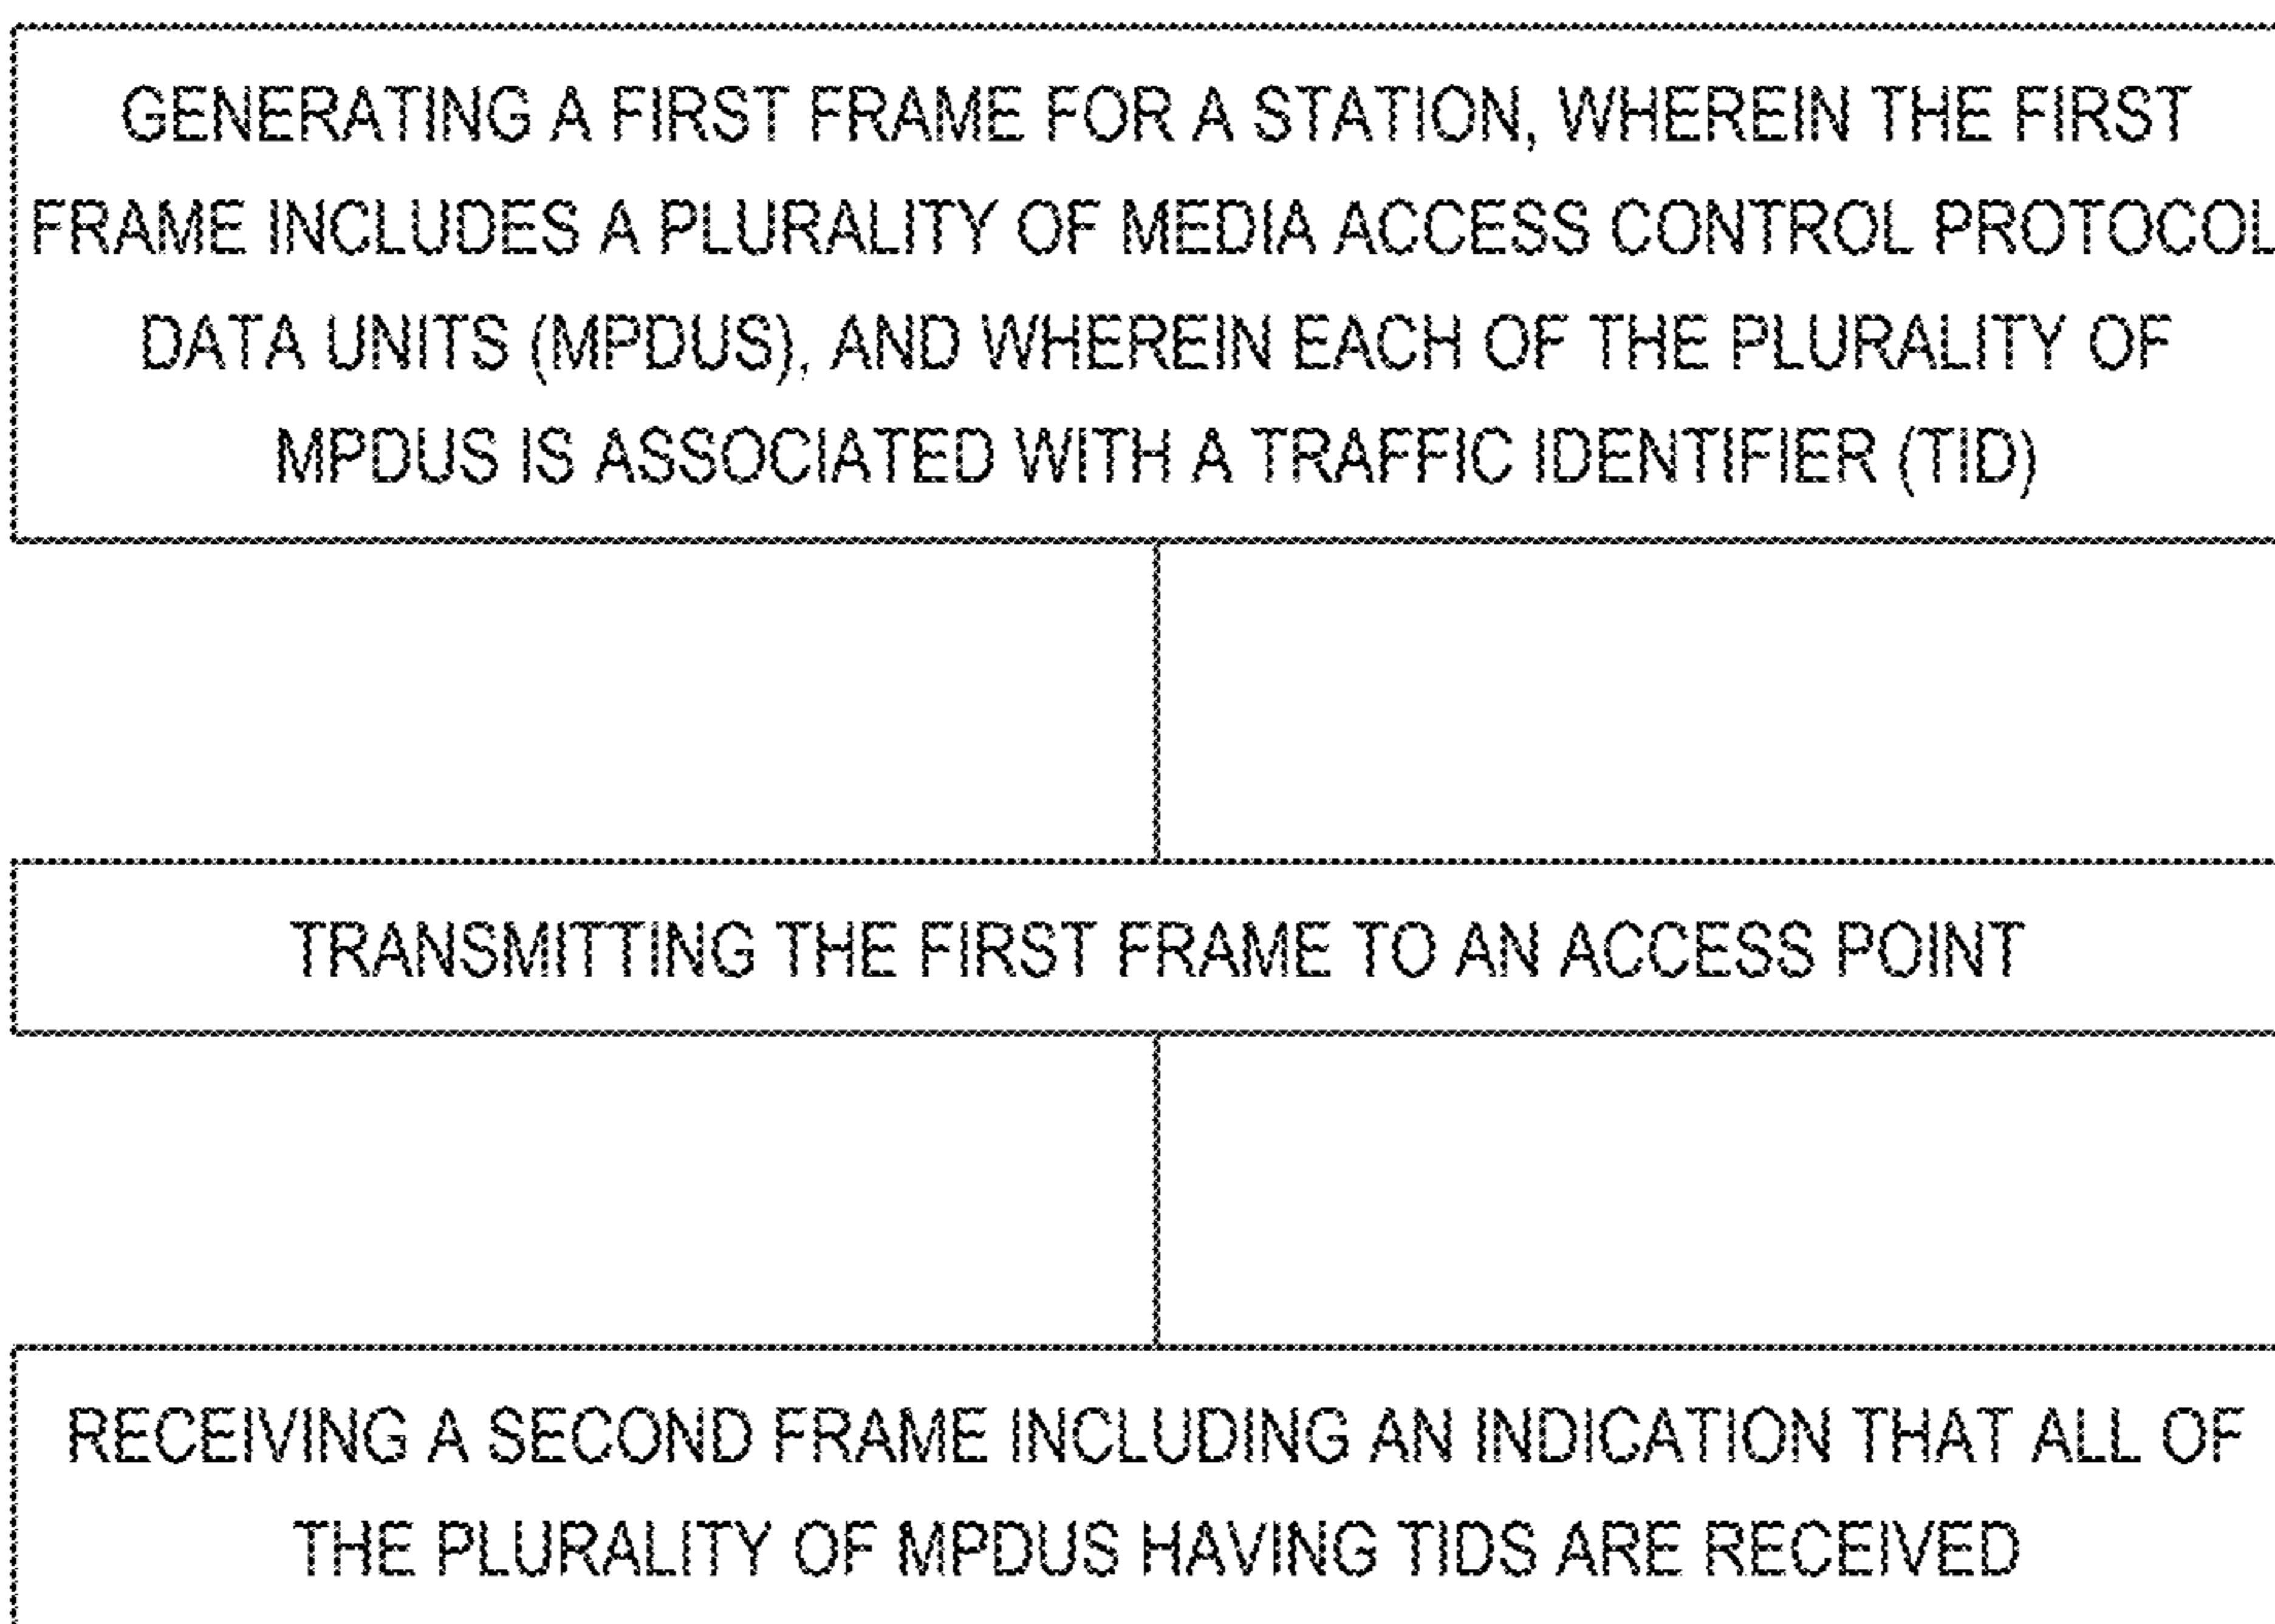 GENERATING A FIRST FRAME FOR A STATION, WHEREIN THE FIRST
FRAME INCLUDES A PLURALITY OF MEDIA ACCESS CONTROL PROTOCOL
DATA UNITS (MPDUS), AND WHEREIN EACH OF THE PLURALITY OF
MPDUS IS ASSOCIATED WITH A TRAFFIC IDENTIFIER (TID)
TRANSMITTING THE FIRST FRAME TO AN ACCESS POINT
RECEIVING A SECOND FRAME INCLUDING AN INDICATION THAT ALL OF
THE PLURALITY OF MPDUS HAVING TIDS ARE RECEIVED